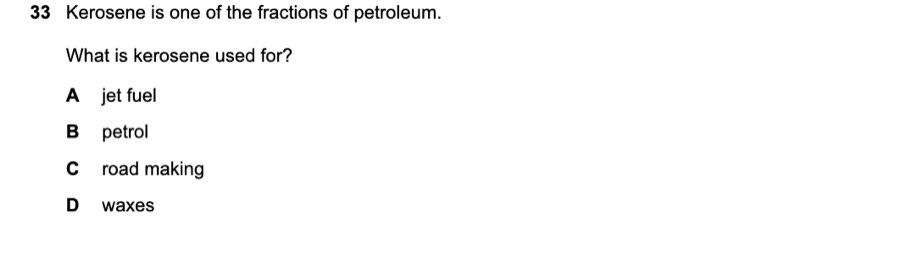 33 Kerosene is one of the fractions of petroleum.
What is kerosene used for?
A jet fuel
B petrol
C road making
D waxes